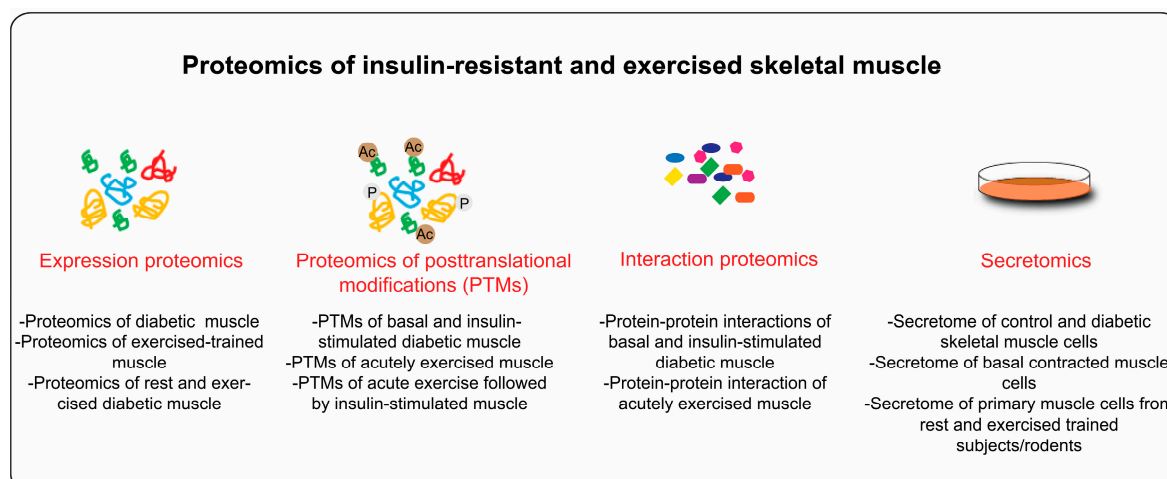 Proteomics of insulin-resistant and exercised skeletal muscle
Ac
Ac
P
P
Ac
Expression proteomics
-Proteomics of diabetic muscle
-Proteomics of exercised-trained
muscle
-Proteomics of rest and exer-
cised diabetic muscle
Proteomics of posttranslational
modifications (PTMs)
-PTMs of basal and insulin-
stimulated diabetic muscle
-PTMs of acutely exercised muscle
-PTMs of acute exercise followed
by insulin-stimulated muscle
Interaction proteomics
-Protein-protein interactions of
basal and insulin-stimulated
diabetic muscle
-Protein-protein interaction of
acutely exercised muscle
Secretomics
-Secretome of control and diabetic
skeletal muscle cells
-Secretome of basal contracted muscle
cells
-Secretome of primary muscle cells from
rest and exercised trained
subjects/rodents